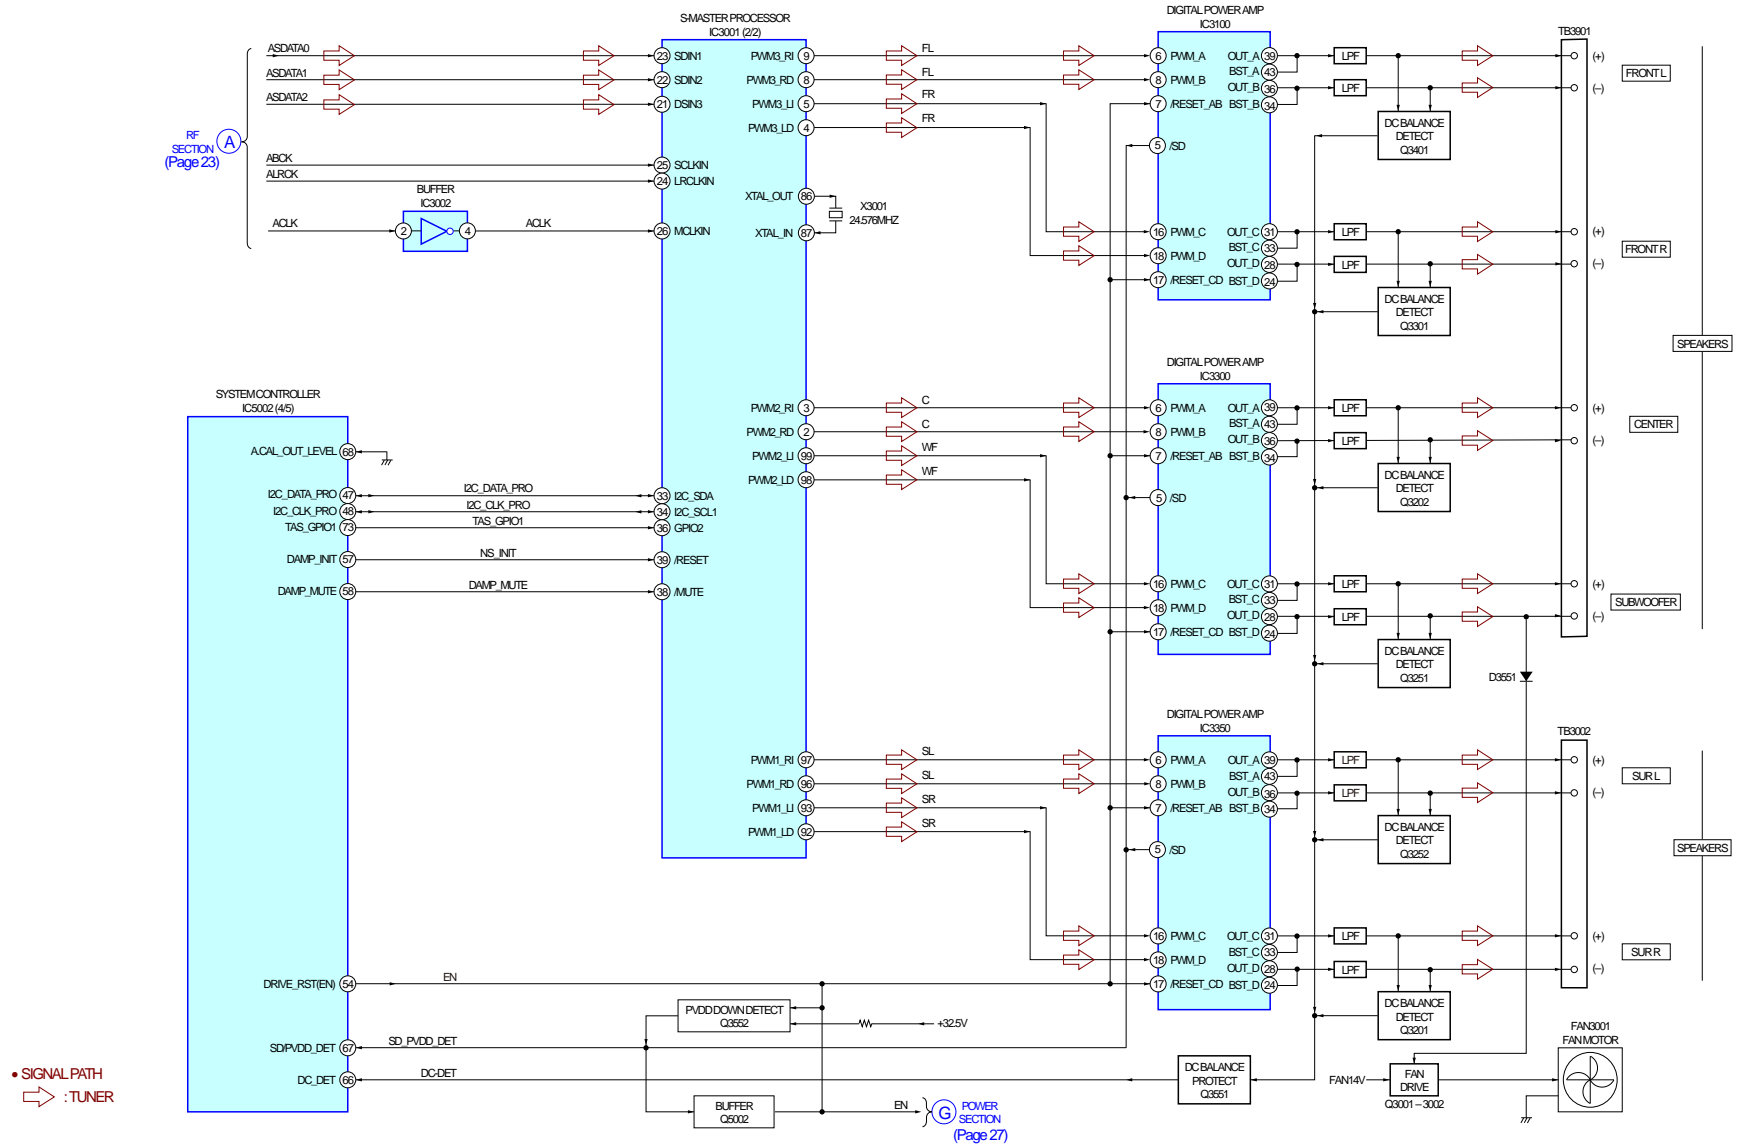 RF
SECTION
(Page 23)
A
ASDATA0
ASDATA1
ASDATA2
ABCK
ALRCK
ACLK
BUFFER
IC3002
2
4
ACLK
S-MASTER PROCESSOR
IC3001 (2/2)
23 SDIN1
22 SDIN2
21 DSIN3
25 SCLKIN
24 LRCLKIN
26 MCLKIN
33 I2C_SDA
34 I2C_SCL1
36 GPIO2
39 /RESET
38 /MUTE
PWM3_RI 9
PWM3_RD 8
PWM3_LI 5
PWM3_LD 4
XTAL_OUT 86
XTAL_IN 87
X3001
24.576MHZ
PWM2_RI 3
PWM2_RD 2
PWM2_LI 99
PWM2_LD 98
PWM1_RI 97
PWM1_RD 96
PWM1_LI 93
PWM1_LD 92
FL
FL
FR
FR
C
C
WF
WF
SL
SL
SR
SR
SYSTEM CONTROLLER
IC5002 (4/5)
A.CAL_OUT_LEVEL 68
I2C_DATA_PRO 47
I2C_CLK_PRO 48
TAS_GPIO1 73
DAMP_INIT 57
DAMP_MUTE 58
DRIVE_RST(EN) 54
SD/PVDD_DET 67
DC_DET 66
I2C_DATA_PRO
I2C_CLK_PRO
TAS_GPIO1
NS_INIT
DAMP_MUTE
EN
SD_PVDD_DET
DC-DET
PVDD DOWN DETECT
Q3552
+32.5V
BUFFER
Q5002
EN
G
POWER
SECTION
(Page 27)
DIGITAL POWER AMP
IC3100
6 PWM_A
8 PWM_B
7 /RESET_AB
5 /SD
16 PWM_C
18 PWM_D
17 /RESET_CD
OUT_A 39
BST_A 43
OUT_B 36
BST_B 34
OUT_C 31
BST_C 33
OUT_D 28
BST_D 24
LPF
LPF
DC BALANCE
DETECT
Q3401
LPF
LPF
DC BALANCE
DETECT
Q3301
DIGITAL POWER AMP
IC3300
6 PWM_A
8 PWM_B
7 /RESET_AB
5 /SD
16 PWM_C
18 PWM_D
17 /RESET_CD
OUT_A 39
BST_A 43
OUT_B 36
BST_B 34
OUT_C 31
BST_C 33
OUT_D 28
BST_D 24
LPF
LPF
DC BALANCE
DETECT
Q3202
LPF
LPF
DC BALANCE
DETECT
Q3251
DIGITAL POWER AMP
IC3350
6 PWM_A
8 PWM_B
7 /RESET_AB
5 /SD
16 PWM_C
18 PWM_D
17 /RESET_CD
OUT_A 39
BST_A 43
OUT_B 36
BST_B 34
OUT_C 31
BST_C 33
OUT_D 28
BST_D 24
LPF
LPF
DC BALANCE
DETECT
Q3252
LPF
LPF
DC BALANCE
DETECT
Q3201
DC BALANCE
PROTECT
Q3551
D3551
FAN14V
FAN
DRIVE
Q3001 – 3002
FAN3001
FAN MOTOR
TB3901
(+)
FRONT L
(–)
(+)
FRONT R
(–)
SPEAKERS
(+)
CENTER
(–)
(+)
SUBWOOFER
(–)
TB3002
(+)
SUR L
(–)
SPEAKERS
(+)
SUR R
(–)
• SIGNAL PATH
: TUNER